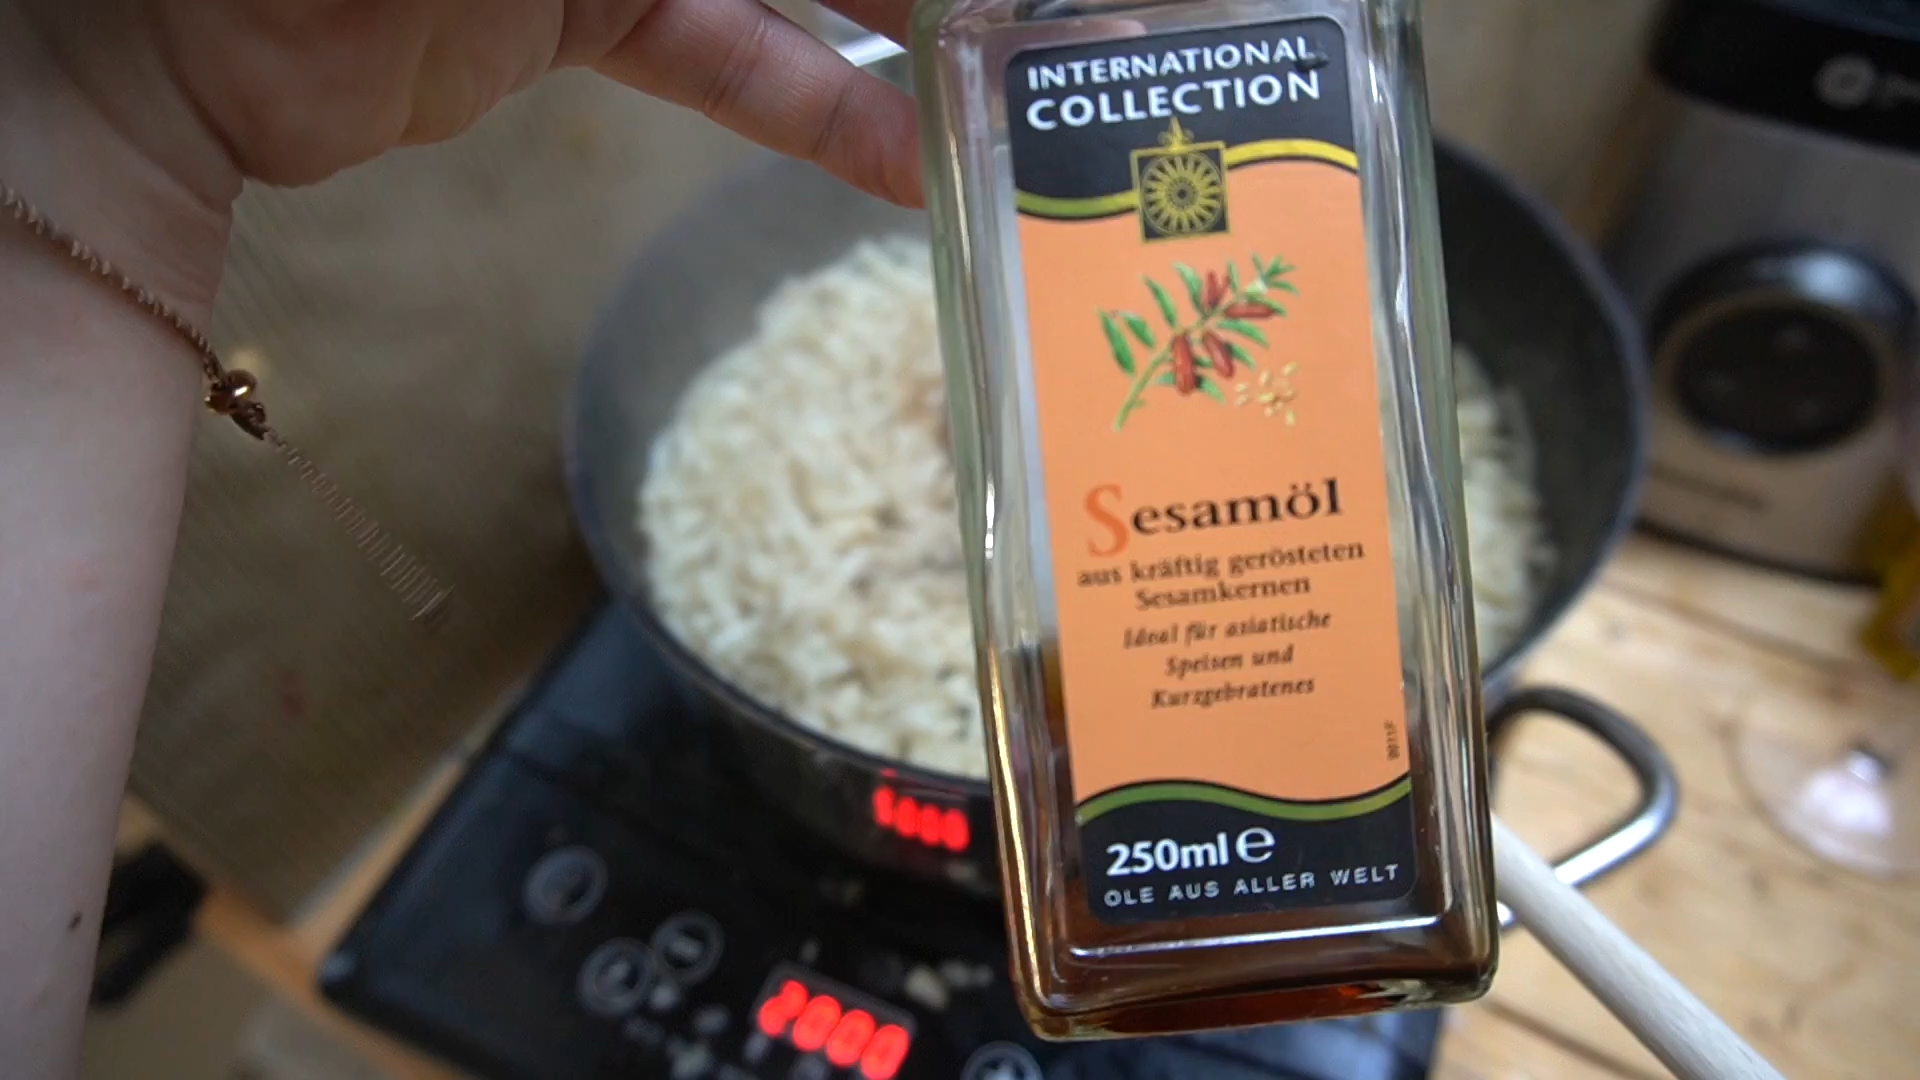 INTERNATIONAL
COLLECTION
Sesamöl
aus kräftig gerösteten
Sesamkernen
Ideal für asiatische
Speisen und
Kurzgebratenes
250ml e
OLE AUS ALLER WELT
2000